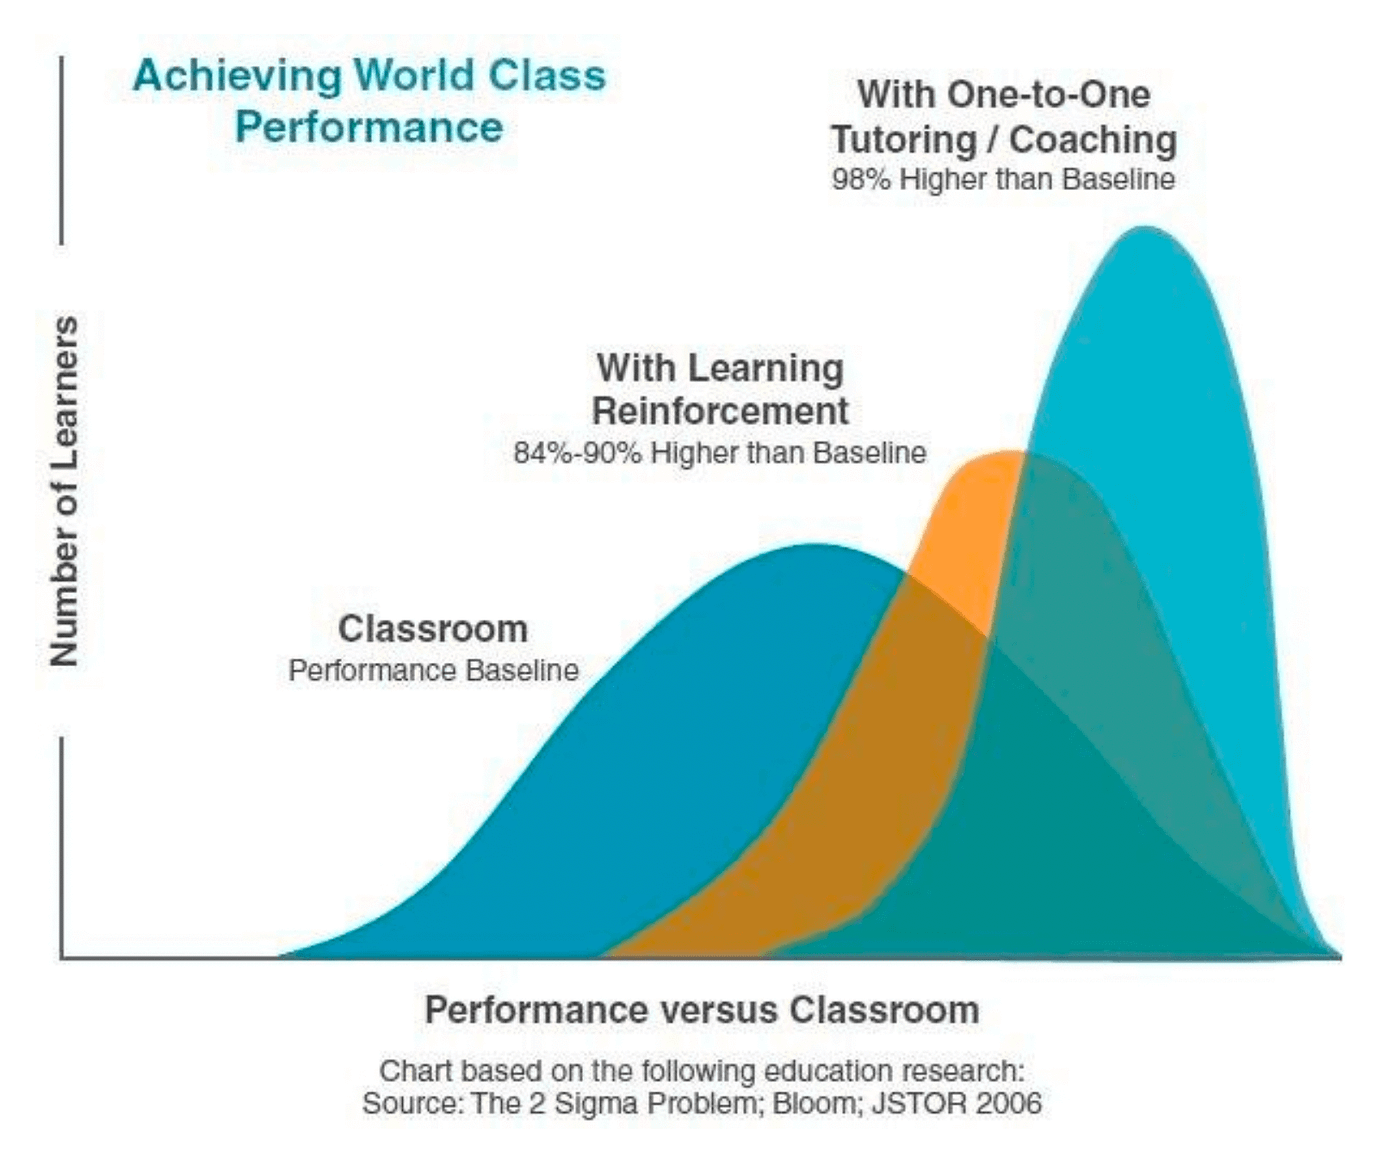 Achieving World Class
Performance
With One-to-One
Tutoring / Coaching
98% Higher than Baseline
With Learning
Reinforcement
84%-90% Higher than Baseline
Classroom
Performance Baseline
Number of Learners
Performance versus Classroom
Chart based on the following education research:
Source: The 2 Sigma Problem; Bloom; JSTOR 2006